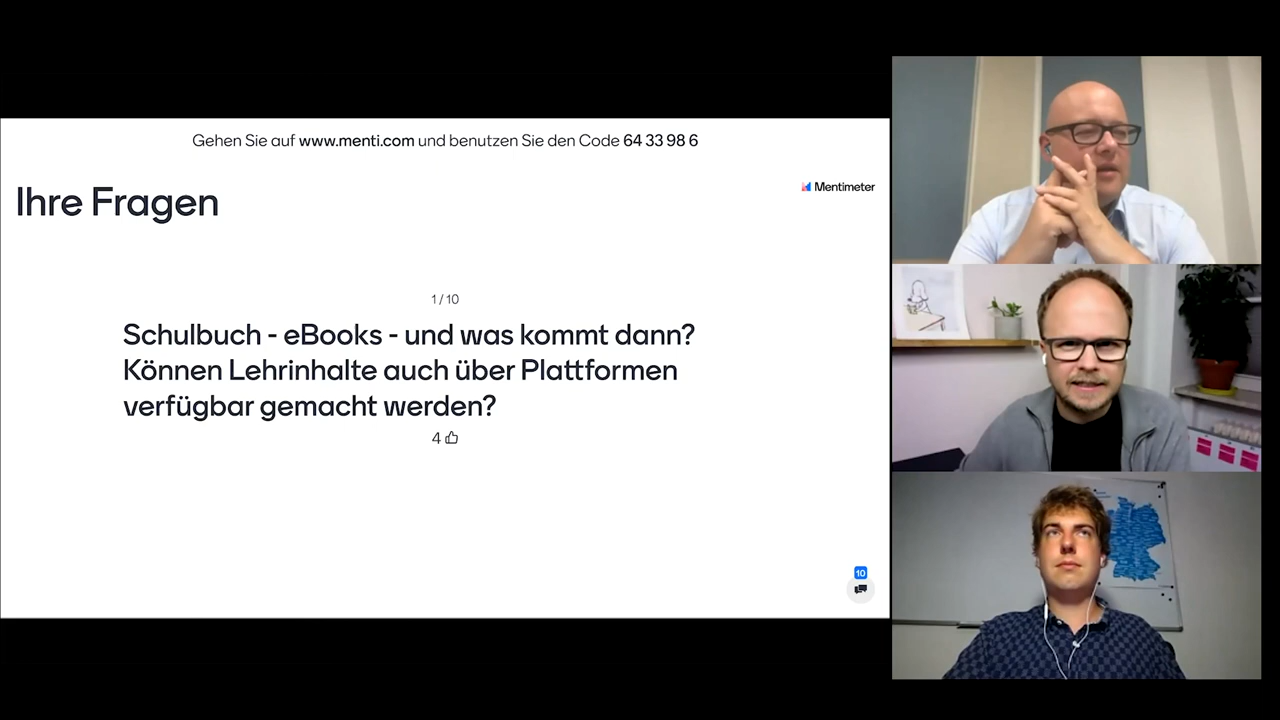 Gehen Sie auf www.menti.com und benutzen Sie den Code 64 33 98 6
Ihre Fragen
Mentimeter
1 / 10
Schulbuch - eBooks - und was kommt dann?
Können Lehrinhalte auch über Plattformen
verfügbar gemacht werden?
4
10